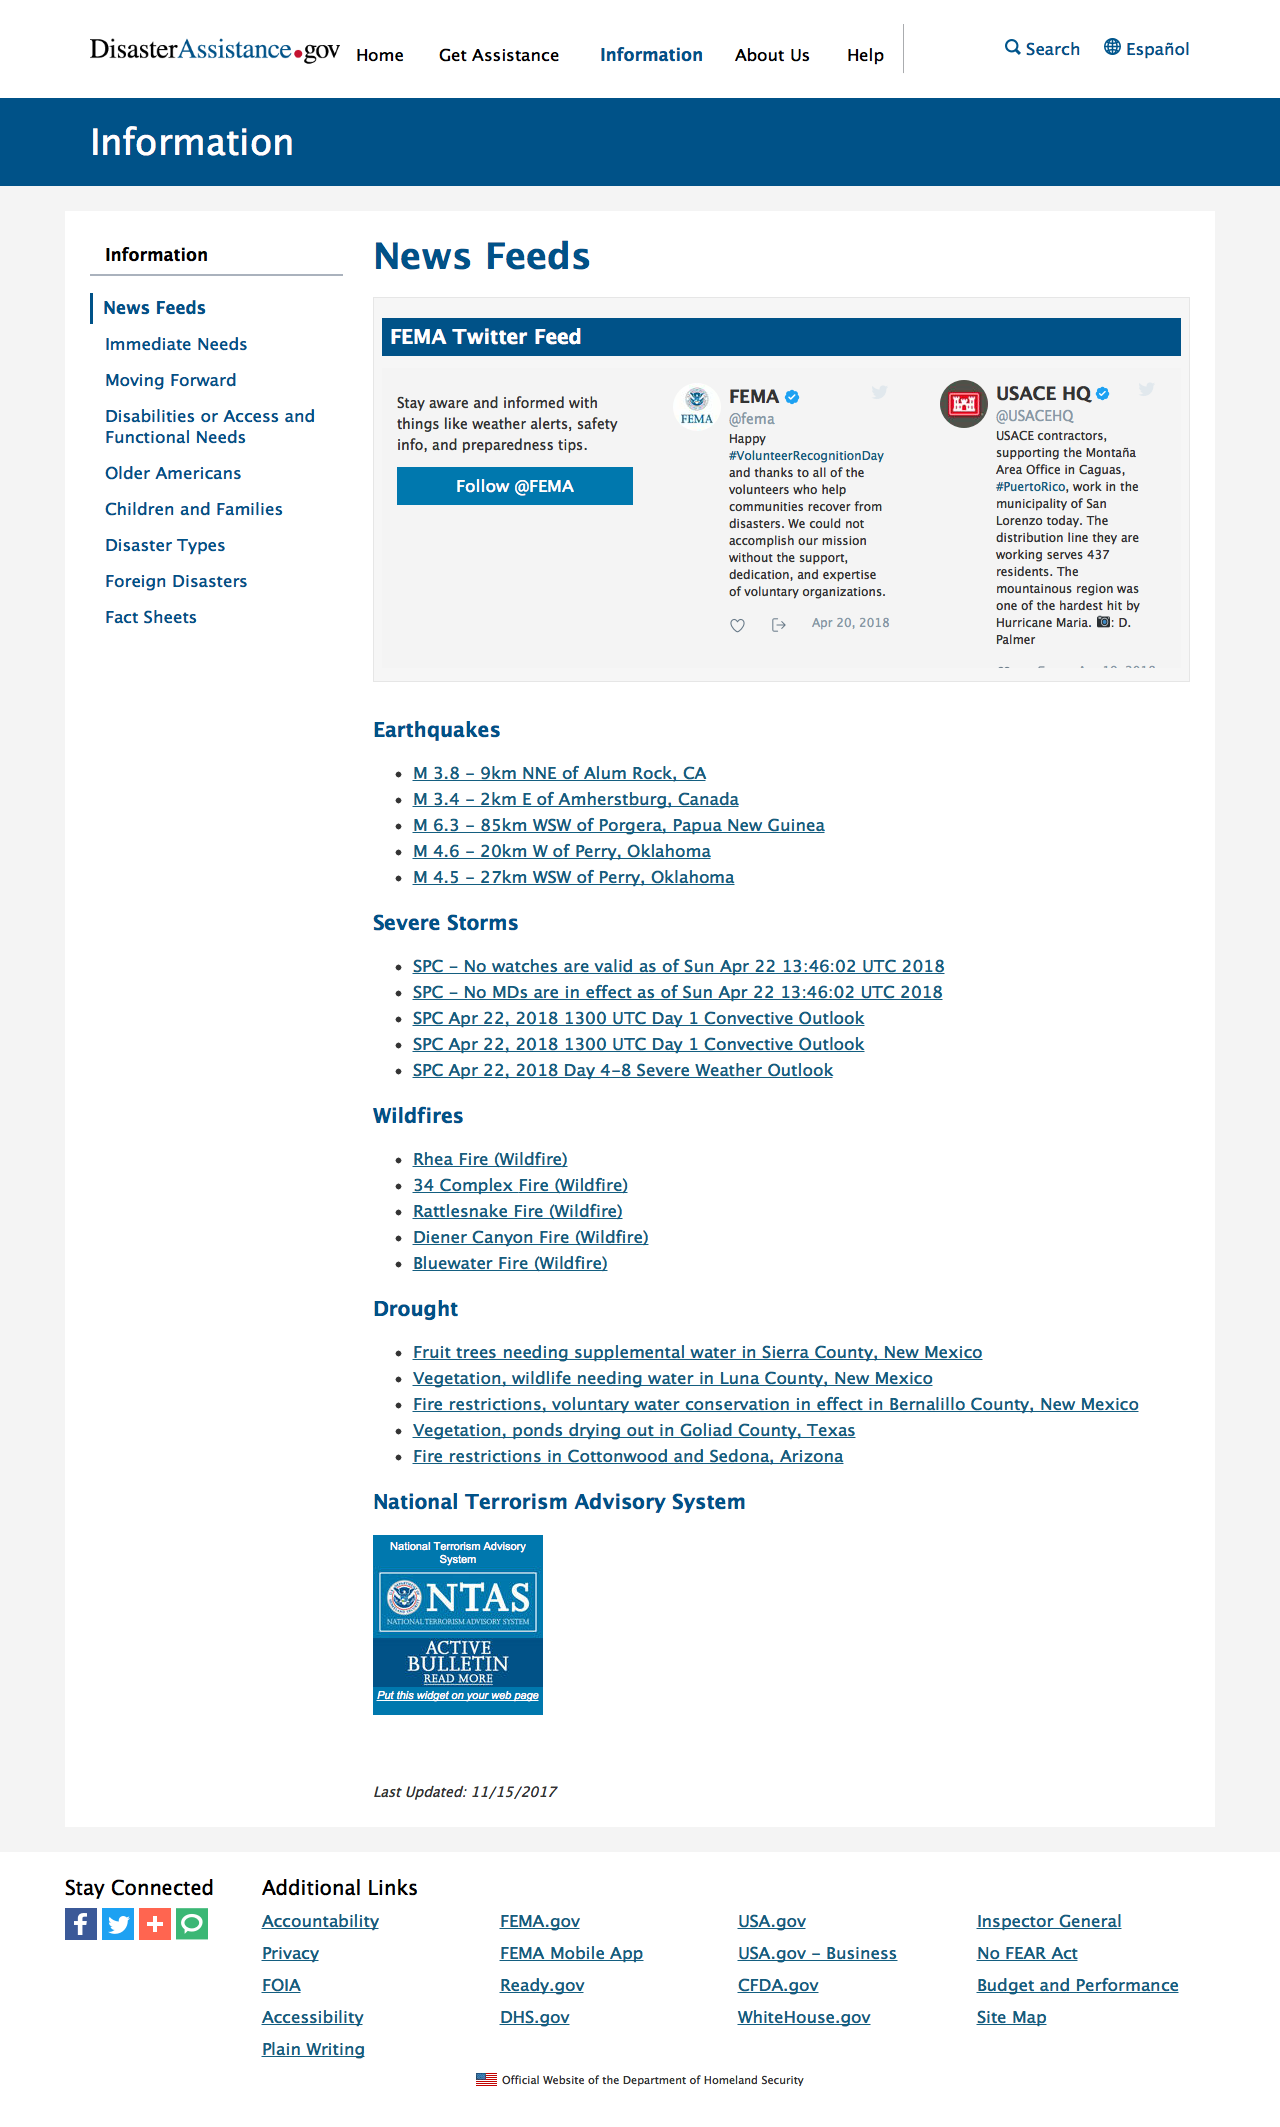 DisasterAssistance.gov Home Get Assistance Information About Us Help Search Español
Information
Information
News Feeds
Immediate Needs
Moving Forward
Disabilities or Access and
Functional Needs
Older Americans
Children and Families
Disaster Types
Foreign Disasters
Fact Sheets
News Feeds
FEMA Twitter Feed
Stay aware and informed with
things like weather alerts, safety
info, and preparedness tips.
Follow @FEMA
FEMA
FEMA
@fema
Happy
#VolunteerRecognitionDay
and thanks to all of the
volunteers who help
communities recover from
disasters. We could not
accomplish our mission
without the support,
dedication, and expertise
of voluntary organizations.
Apr 20, 2018
USACE HQ
@USACEHQ
USACE contractors,
supporting the Montaña
Area Office in Caguas,
#PuertoRico, work in the
municipality of San
Lorenzo today. The
distribution line they are
working serves 437
residents. The
mountainous region was
one of the hardest hit by
Hurricane Maria. 📷: D.
Palmer
Earthquakes
M 3.8 - 9km NNE of Alum Rock, CA
M 3.4 - 2km E of Amherstburg, Canada
M 6.3 - 85km WSW of Porgera, Papua New Guinea
M 4.6 - 20km W of Perry, Oklahoma
M 4.5 - 27km WSW of Perry, Oklahoma
Severe Storms
SPC - No watches are valid as of Sun Apr 22 13:46:02 UTC 2018
SPC - No MDs are in effect as of Sun Apr 22 13:46:02 UTC 2018
SPC Apr 22, 2018 1300 UTC Day 1 Convective Outlook
SPC Apr 22, 2018 1300 UTC Day 1 Convective Outlook
SPC Apr 22, 2018 Day 4-8 Severe Weather Outlook
Wildfires
Rhea Fire (Wildfire)
34 Complex Fire (Wildfire)
Rattlesnake Fire (Wildfire)
Diener Canyon Fire (Wildfire)
Bluewater Fire (Wildfire)
Drought
Fruit trees needing supplemental water in Sierra County, New Mexico
Vegetation, wildlife needing water in Luna County, New Mexico
Fire restrictions, voluntary water conservation in effect in Bernalillo County, New Mexico
Vegetation, ponds drying out in Goliad County, Texas
Fire restrictions in Cottonwood and Sedona, Arizona
National Terrorism Advisory System
National Terrorism Advisory
System
NTAS
NATIONAL TERRORISM ADVISORY SYSTEM
ACTIVE
BULLETIN
READ MORE
Put this widget on your web page
Last Updated: 11/15/2017
Stay Connected
Additional Links
Accountability FEMA.gov USA.gov Inspector General
Privacy FEMA Mobile App USA.gov - Business No FEAR Act
FOIA Ready.gov CFDA.gov Budget and Performance
Accessibility DHS.gov WhiteHouse.gov Site Map
Plain Writing
Official Website of the Department of Homeland Security